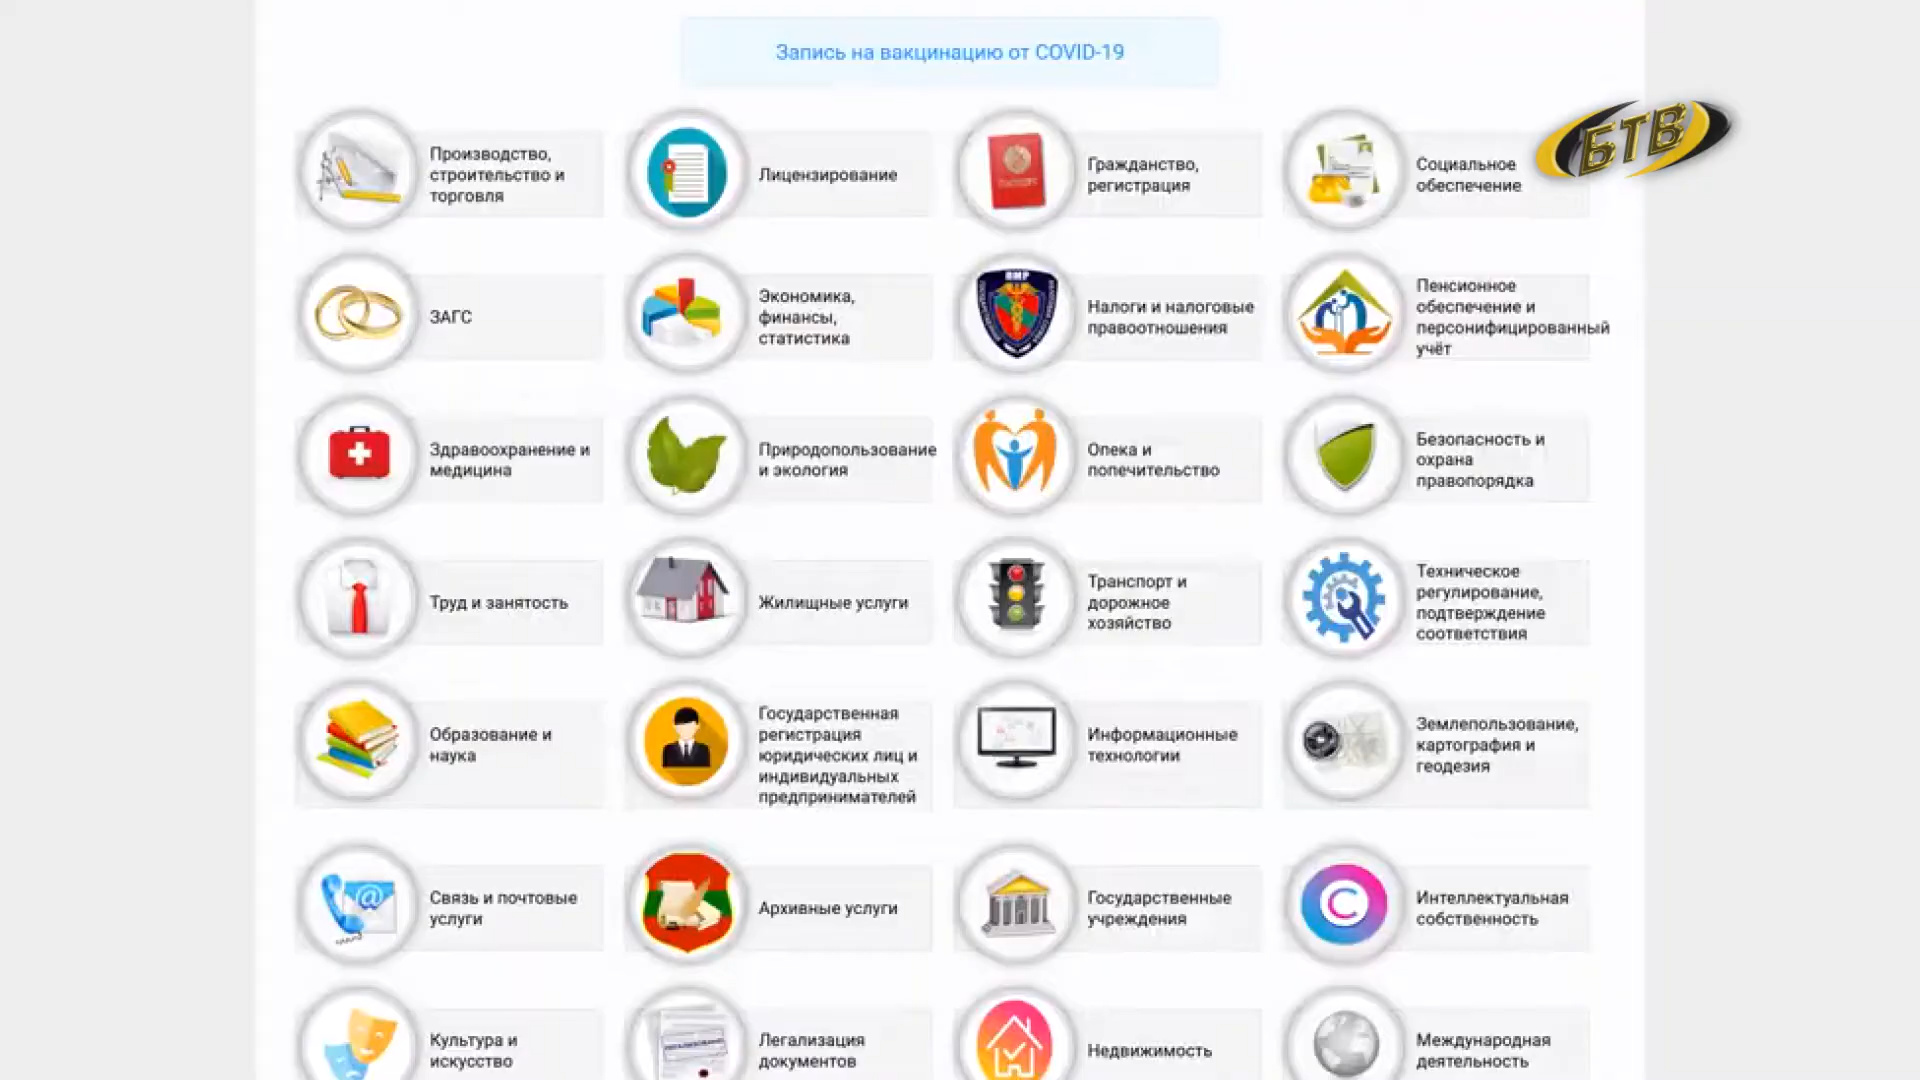 Запись на вакцинацию от COVID-19
БТВ
Производство,
строительство и
торговля
Лицензирование
Гражданство,
регистрация
Социальное
обеспечение
ЗАГС
Экономика,
финансы,
статистика
ПМР
Налоги и налоговые
правоотношения
Пенсионное
обеспечение и
персонифицированный
учёт
Здравоохранение и
медицина
Природопользование
и экология
Опека и
попечительство
Безопасность и
охрана
правопорядка
Труд и занятость
Жилищные услуги
Транспорт и
дорожное
хозяйство
Техническое
регулирование,
подтверждение
соответствия
Образование и
наука
Государственная
регистрация
юридических лиц и
индивидуальных
предпринимателей
Информационные
технологии
Землепользование,
картография и
геодезия
@
Связь и почтовые
услуги
Архивные услуги
Государственные
учреждения
C
Интеллектуальная
собственность
Культура и
искусство
Легализация
документов
Недвижимость
Международная
деятельность